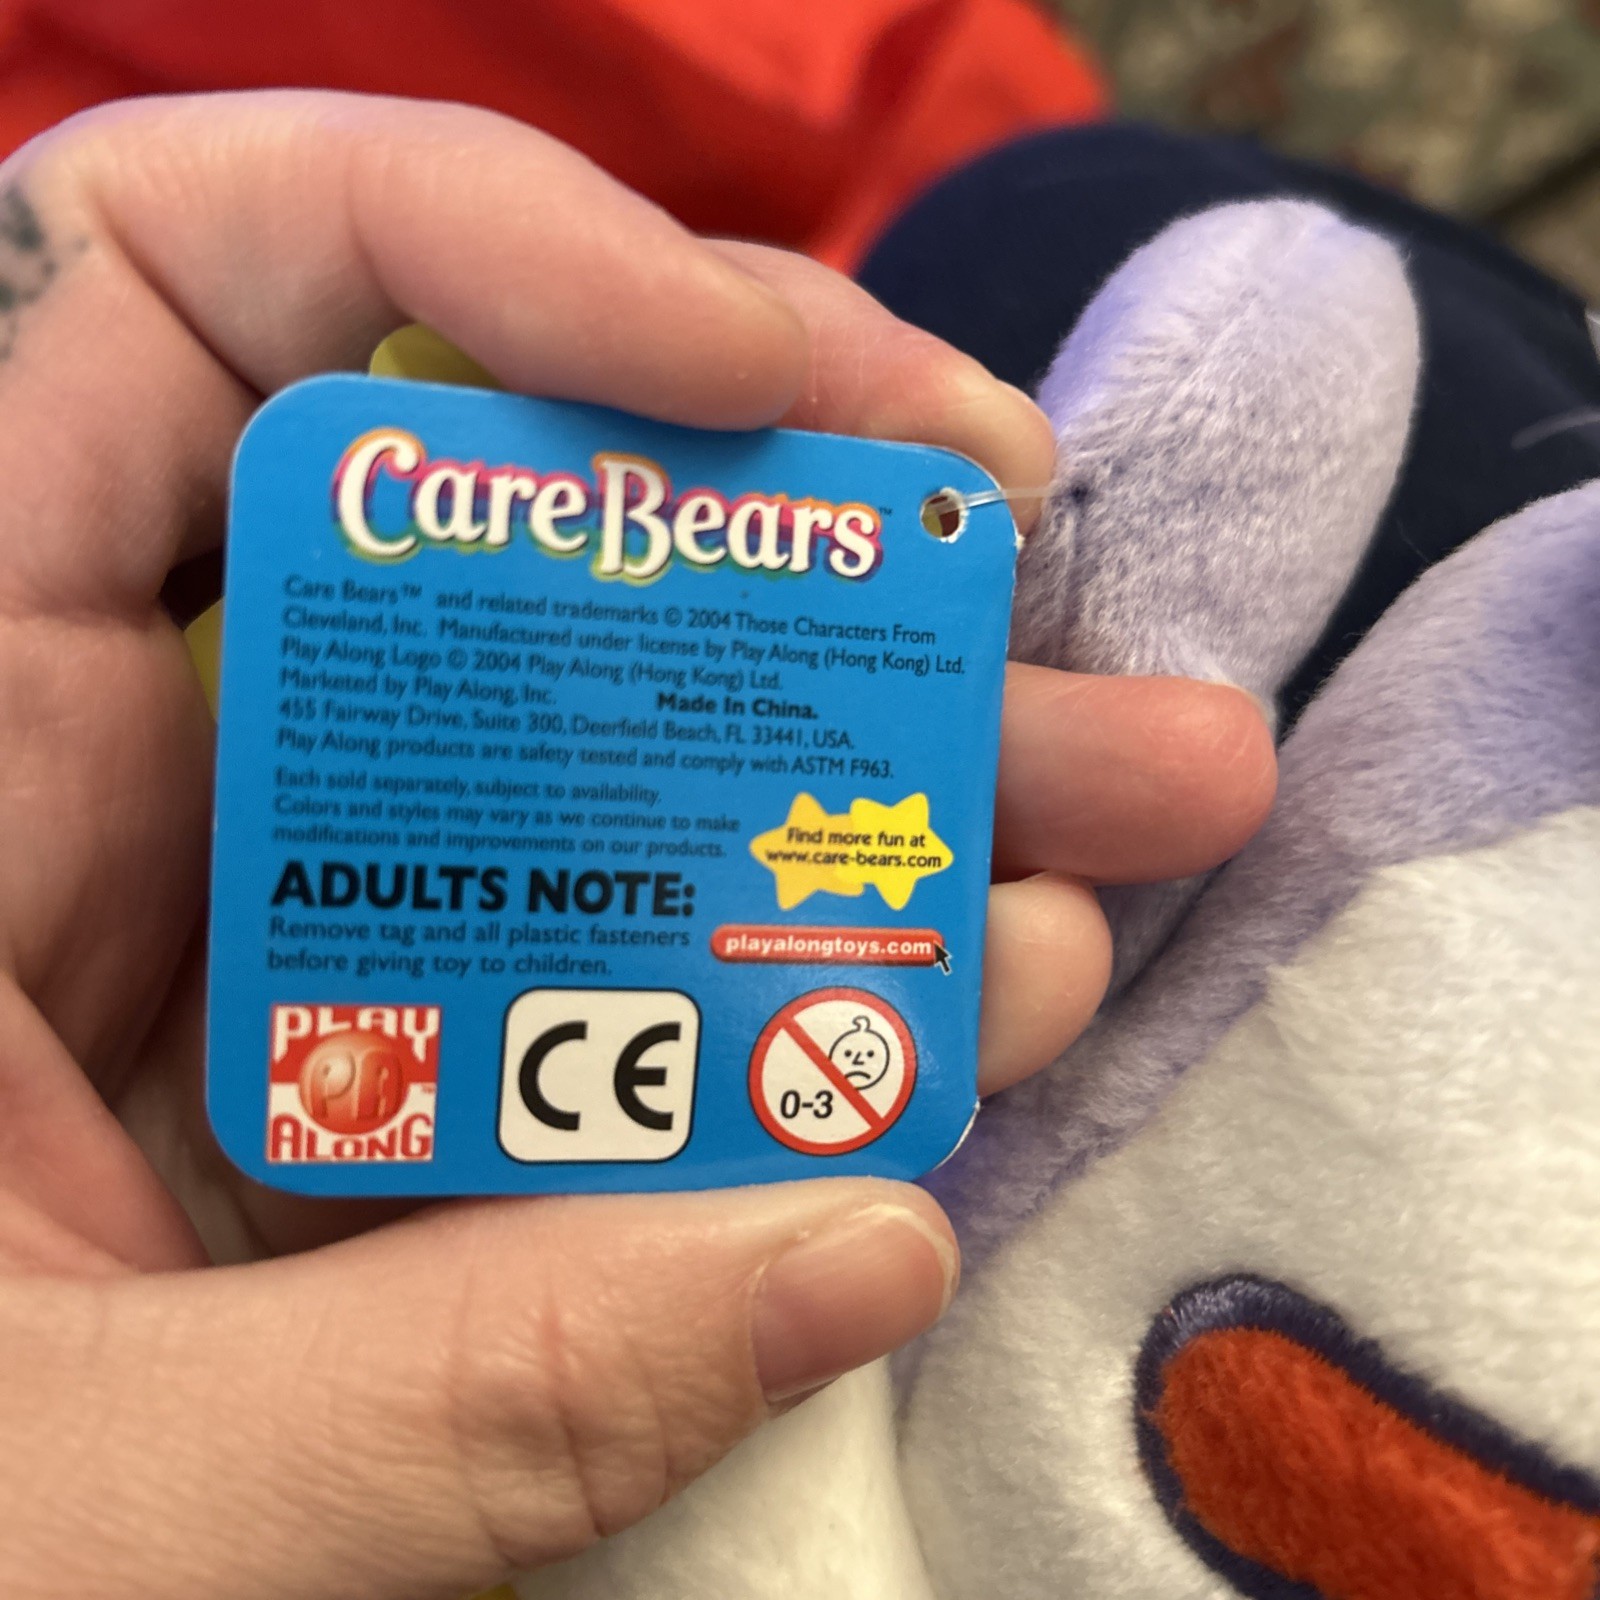 Care Bears™
Care Bears™ and related trademarks © 2004 Those Characters From
Cleveland, Inc. Manufactured under license by Play Along (Hong Kong) Ltd.
Play Along Logo © 2004 Play Along (Hong Kong) Ltd.
Marketed by Play Along, Inc. Made In China.
455 Fairway Drive, Suite 300, Deerfield Beach, FL 33441, USA.
Play Along products are safety tested and comply with ASTM F963.
Each sold separately, subject to availability.
Colors and styles may vary as we continue to make
modifications and improvements on our products.
Find more fun at
www.care-bears.com
ADULTS NOTE:
Remove tag and all plastic fasteners
before giving toy to children.
playalongtoys.com
PLAY
PA
ALONG™
CE
0-3